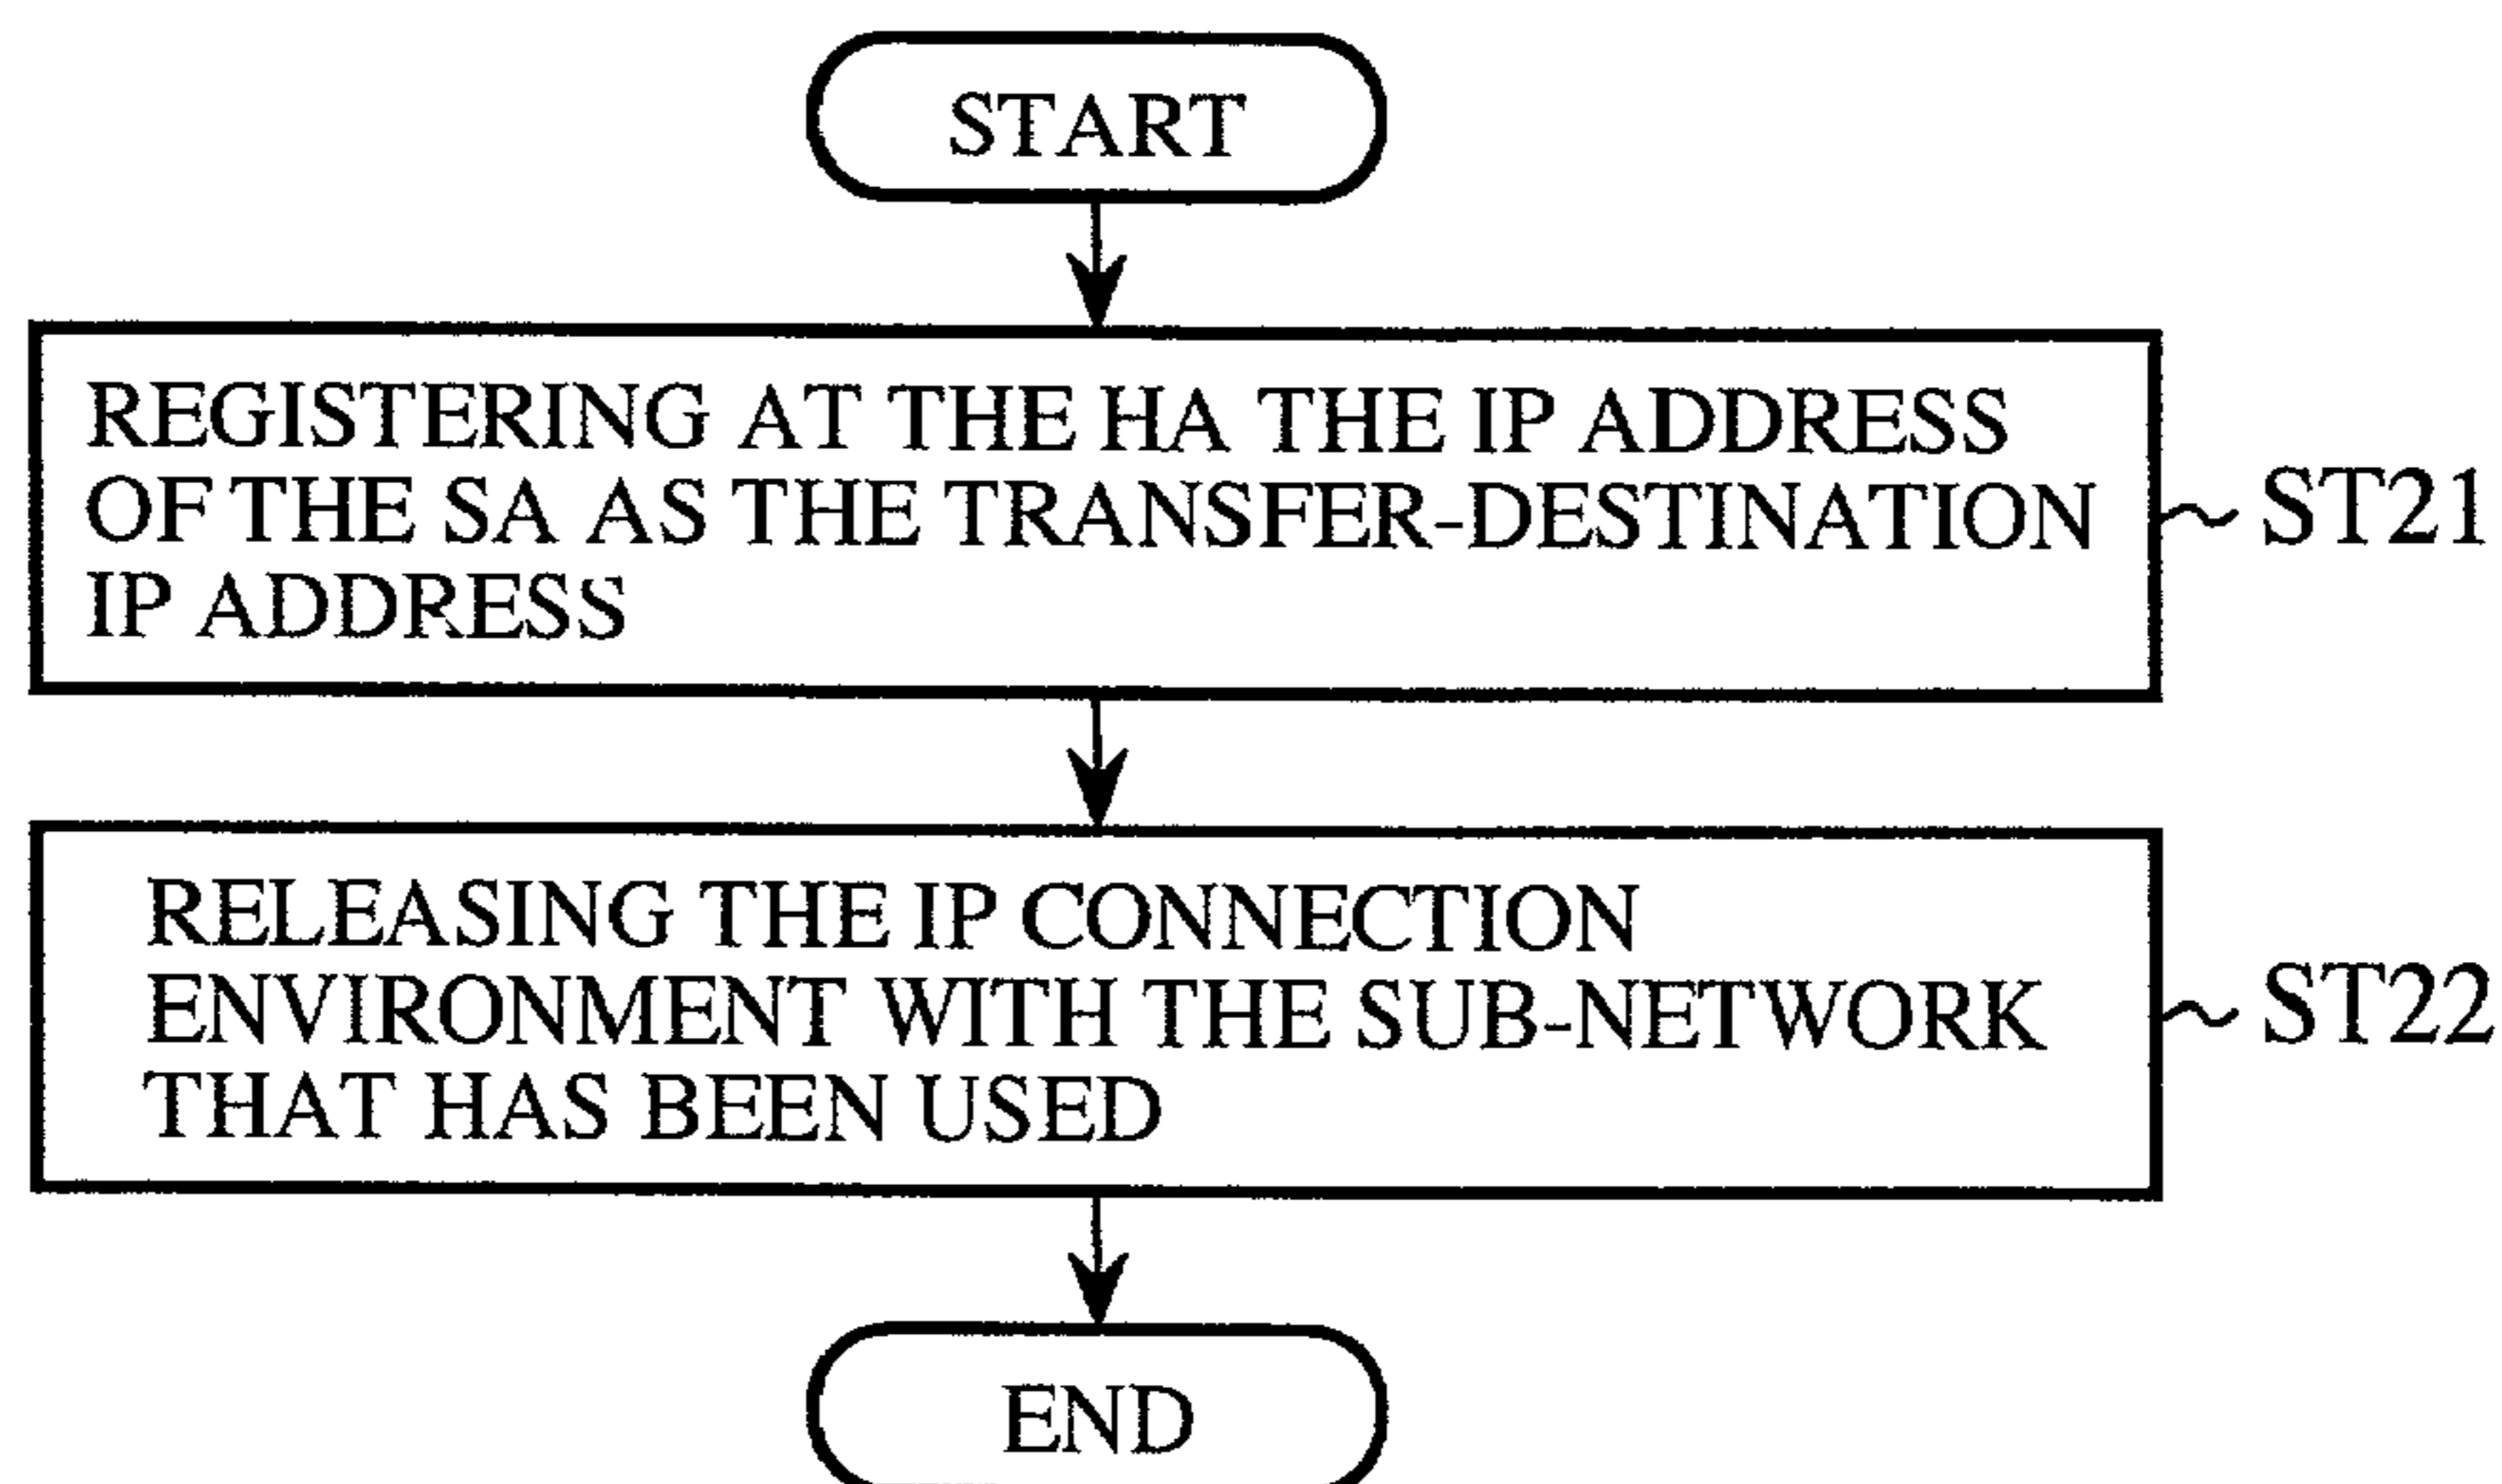 START
REGISTERING AT THE HA THE IP ADDRESS
OF THE SA AS THE TRANSFER-DESTINATION
IP ADDRESS
ST21
RELEASING THE IP CONNECTION
ENVIRONMENT WITH THE SUB-NETWORK
THAT HAS BEEN USED
ST22
END